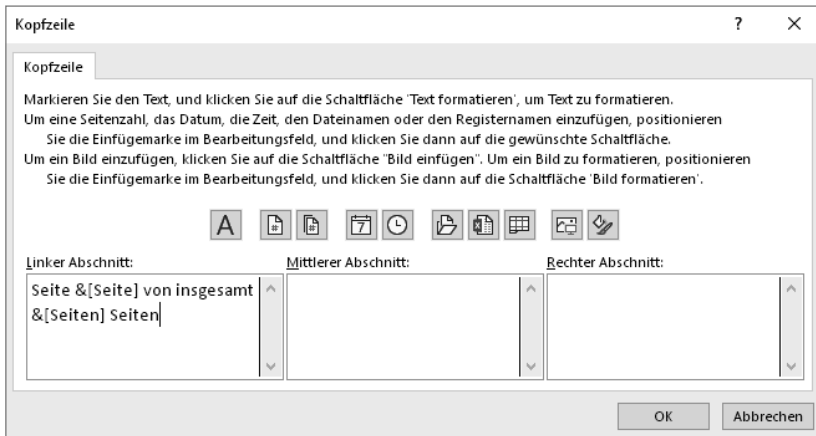 Kopfzeile
?
Kopfzeile
Markieren Sie den Text, und klicken Sie auf die Schaltfläche 'Text formatieren', um Text zu formatieren.
Um eine Seitenzahl, das Datum, die Zeit, den Dateinamen oder den Registernamen einzufügen, positionieren
Sie die Einfügemarke im Bearbeitungsfeld, und klicken Sie dann auf die gewünschte Schaltfläche.
Um ein Bild einzufügen, klicken Sie auf die Schaltfläche "Bild einfügen". Um ein Bild zu formatieren, positionieren
Sie die Einfügemarke im Bearbeitungsfeld, und klicken Sie dann auf die Schaltfläche 'Bild formatieren'.
A # # 7
Linker Abschnitt: Mittlerer Abschnitt: Rechter Abschnitt:
Seite &[Seite] von insgesamt
&[Seiten] Seiten
OK Abbrechen